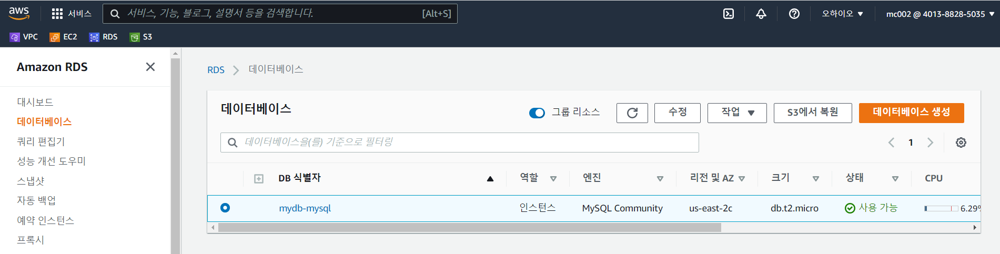 aws
서비스
서비스, 기능, 블로그, 설명서 등을 검색합니다.
[Alt+S]
오하이오 ▼
mc002 @ 4013-8828-5035 ▼
VPC
EC2
RDS
S3
Amazon RDS
대시보드
데이터베이스
쿼리 편집기
성능 개선 도우미
스냅샷
자동 백업
예약 인스턴스
프록시
RDS > 데이터베이스
데이터베이스
그룹 리소스
수정
작업 ▼
S3에서 복원
데이터베이스 생성
데이터베이스을(를) 기준으로 필터링
1
DB 식별자
역할
엔진
리전 및 AZ
크기
상태
CPU
mydb-mysql
인스턴스
MySQL Community
us-east-2c
db.t2.micro
사용 가능
6.29%